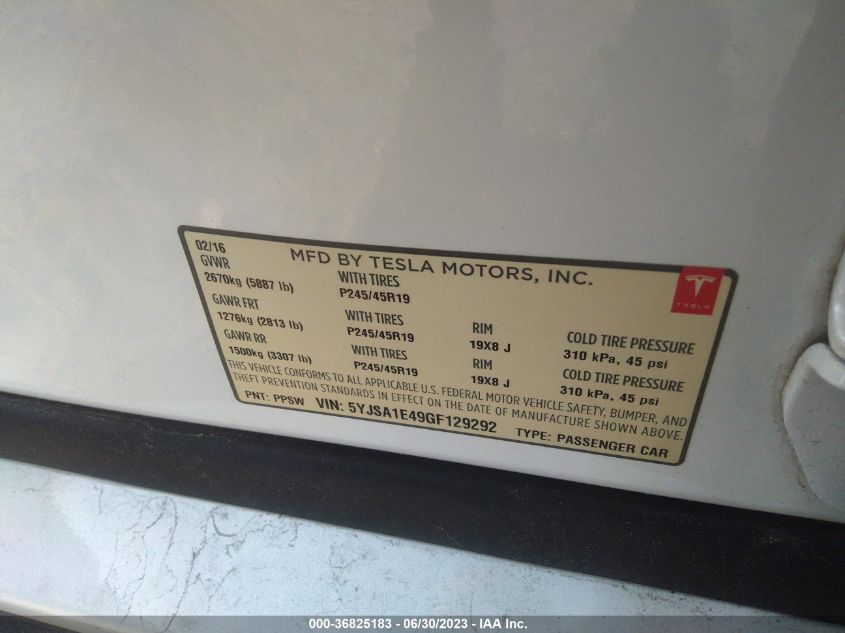 02/16
MFD BY TESLA MOTORS, INC.
GVWR
2670kg (5887 lb)
WITH TIRES
P245/45R19
GAWR FRT
1276kg (2813 lb)
WITH TIRES
P245/45R19
RIM
19X8 J
COLD TIRE PRESSURE
310 kPa, 45 psi
GAWR RR
1500kg (3307 lb)
WITH TIRES
P245/45R19
RIM
19X8 J
COLD TIRE PRESSURE
310 kPa, 45 psi
THIS VEHICLE CONFORMS TO ALL APPLICABLE U.S. FEDERAL MOTOR VEHICLE SAFETY, BUMPER, AND
THEFT PREVENTION STANDARDS IN EFFECT ON THE DATE OF MANUFACTURE SHOWN ABOVE.
PNT: PPSW VIN: 5YJSA1E49GF129292 TYPE: PASSENGER CAR
TESLA
000-36825183 - 06/30/2023 - IAA Inc.